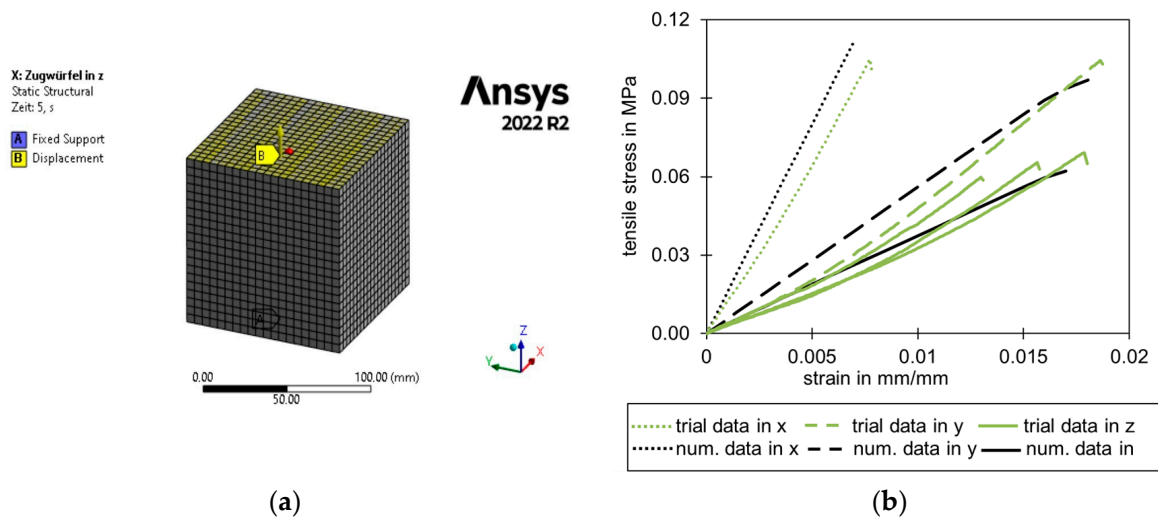 X: Zugwürfel in z
Static Structural
Zeit: 5, s
A Fixed Support
B Displacement
Ansys
2022 R2
B
A
0.00 100.00 (mm)
50.00
Z
Y X
(a)
tensile stress in MPa
0.12
0.09
0.06
0.03
0.00
0 0.005 0.01 0.015 0.02
strain in mm/mm
trial data in x trial data in y trial data in z
num. data in x num. data in y num. data in
(b)